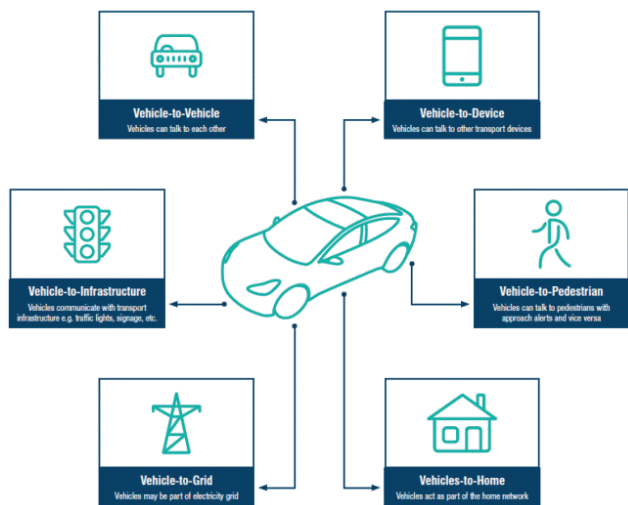 Vehicle-to-Vehicle
Vehicles can talk to each other
Vehicle-to-Device
Vehicles can talk to other transport devices
Vehicle-to-Infrastructure
Vehicles communicate with transport
infrastructure e.g. traffic lights, signage, etc.
Vehicle-to-Pedestrian
Vehicles can talk to pedestrians with
approach alerts and vice versa
Vehicle-to-Grid
Vehicles may be part of electricity grid
Vehicles-to-Home
Vehicles act as part of the home network